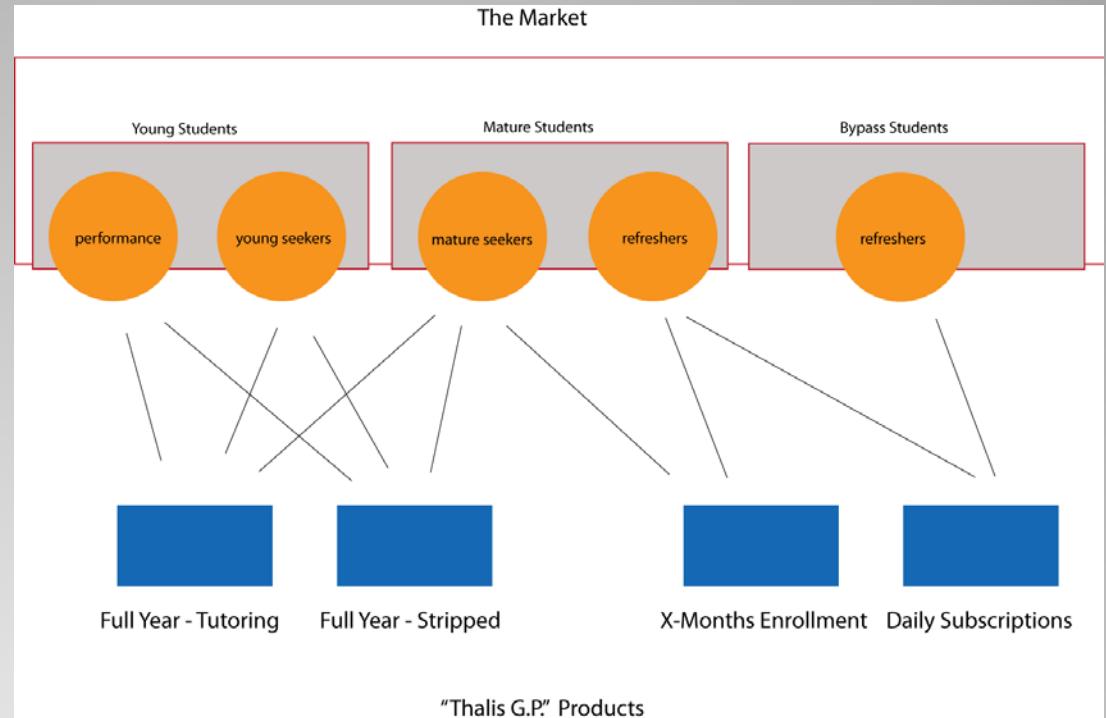 The Market
Young Students
Mature Students
Bypass Students
performance
young seekers
mature seekers
refreshers
refreshers
Full Year - Tutoring
Full Year - Stripped
X-Months Enrollment
Daily Subscriptions
“Thalis G.P.” Products